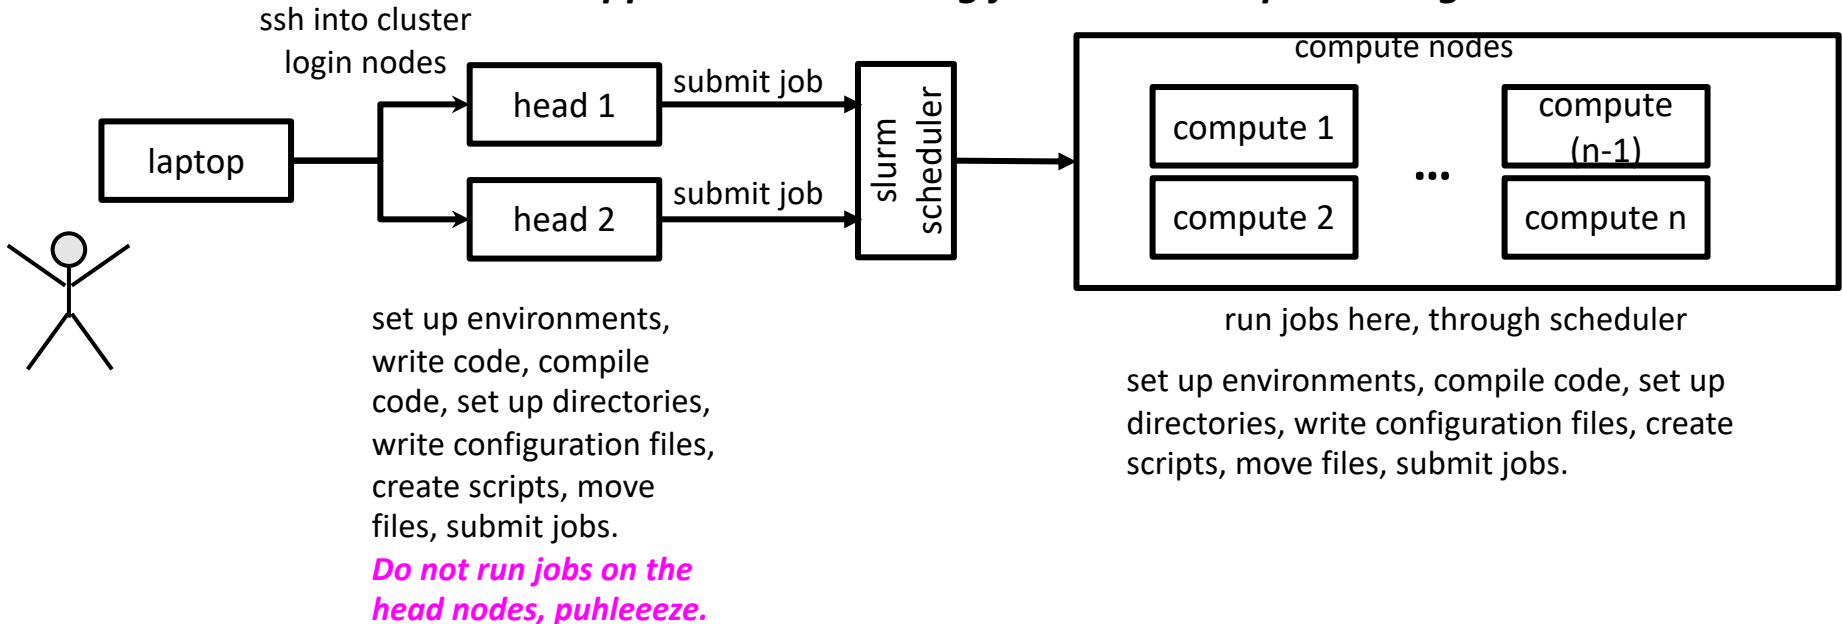 ssh into cluster
login nodes
laptop
head 1
head 2
submit job
submit job
slurm
scheduler
compute nodes
compute 1
compute 2
...
compute
(n-1)
compute n
set up environments,
write code, compile
code, set up directories,
write configuration files,
create scripts, move
files, submit jobs.
Do not run jobs on the
head nodes, puhleeeze.
run jobs here, through scheduler
set up environments, compile code, set up
directories, write configuration files, create
scripts, move files, submit jobs.